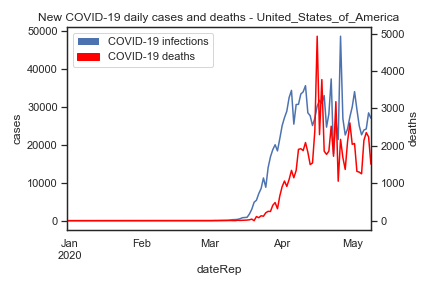 New COVID-19 daily cases and deaths - United_States_of_America
COVID-19 infections
COVID-19 deaths
50000
40000
30000
20000
10000
0
cases
5000
4000
3000
2000
1000
0
deaths
Jan
2020
Feb
Mar
Apr
May
dateRep